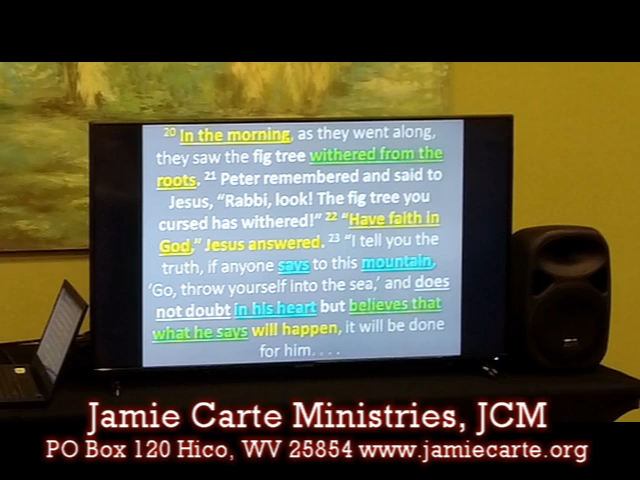 20 In the morning, as they went along,
they saw the fig tree withered from the
roots. 21 Peter remembered and said to
Jesus, “Rabbi, look! The fig tree you
cursed has withered!” 22 “Have faith in
God,” Jesus answered. 23 “I tell you the
truth, if anyone says to this mountain,
‘Go, throw yourself into the sea,’ and does
not doubt in his heart but believes that
what he says will happen, it will be done
for him. . . .
Jamie Carte Ministries, JCM
PO Box 120 Hico, WV 25854 www.jamiecarte.org